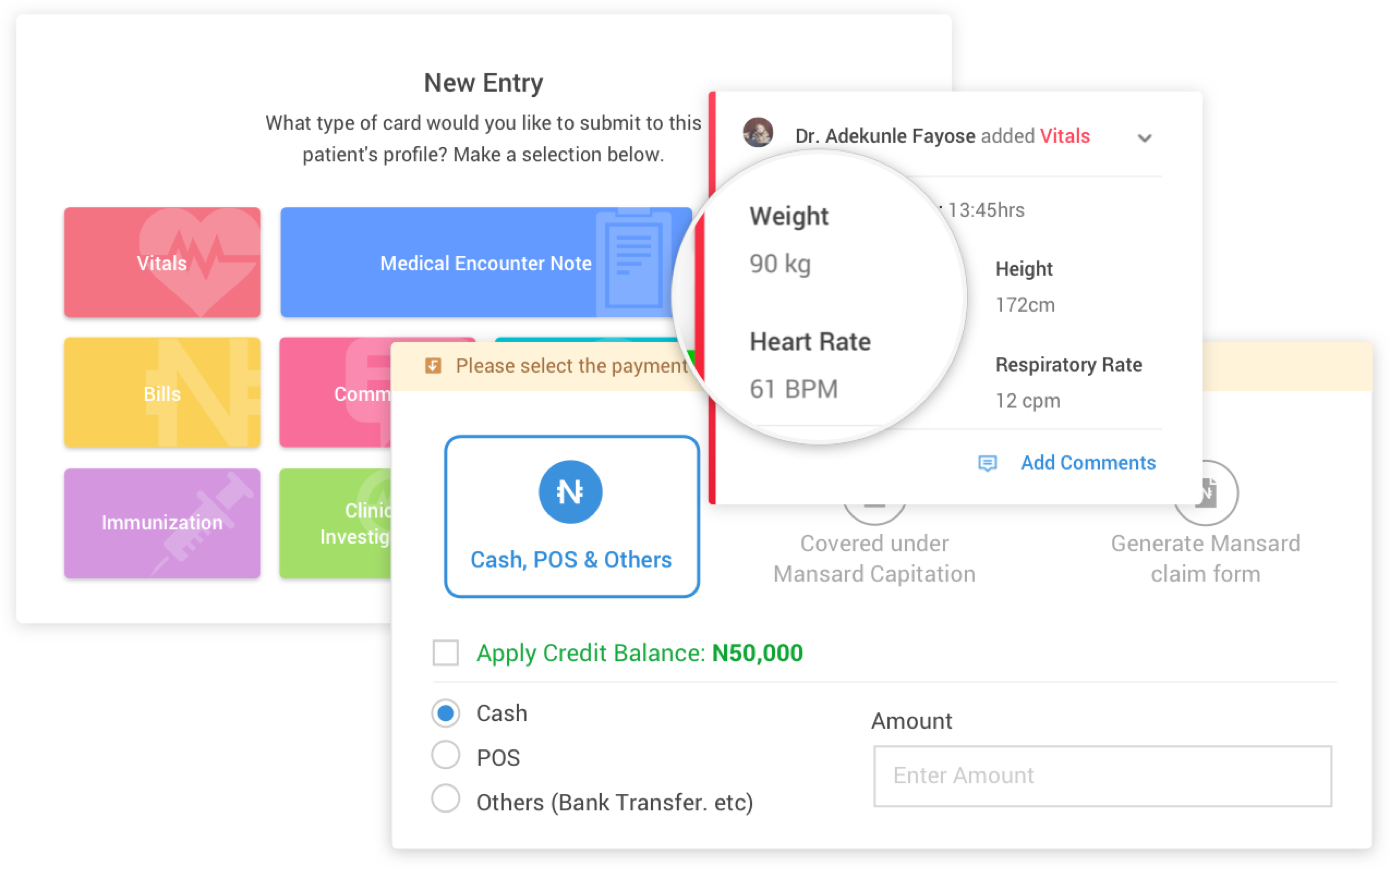 New Entry
What type of card would you like to submit to this
patient's profile? Make a selection below.
Vitals
Medical Encounter Note
Bills
Immunization
Dr. Adekunle Fayose added Vitals
13:45hrs
Weight
90 kg
Height
172cm
Heart Rate
61 BPM
Respiratory Rate
12 cpm
Add Comments
Please select the payment
Cash, POS & Others
Covered under
Mansard Capitation
Generate Mansard
claim form
Apply Credit Balance: N50,000
Cash
POS
Others (Bank Transfer. etc)
Amount
Enter Amount